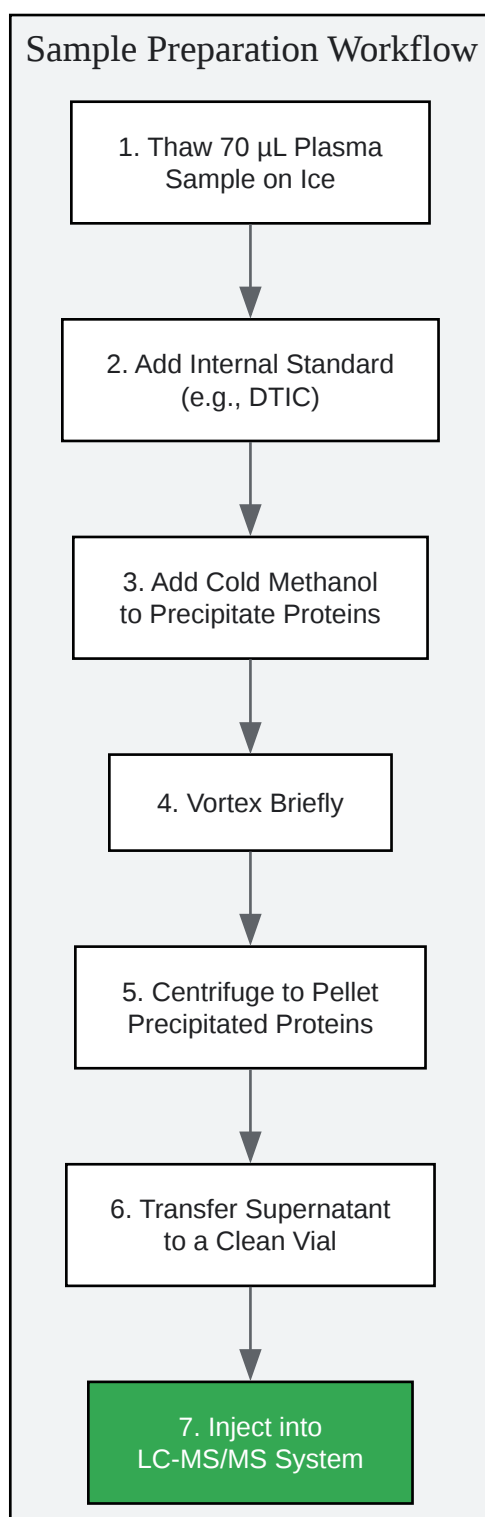 Sample Preparation Workflow
1. Thaw 70 µL Plasma
Sample on Ice
2. Add Internal Standard
(e.g., DTIC)
3. Add Cold Methanol
to Precipitate Proteins
4. Vortex Briefly
5. Centrifuge to Pellet
Precipitated Proteins
6. Transfer Supernatant
to a Clean Vial
7. Inject into
LC-MS/MS System